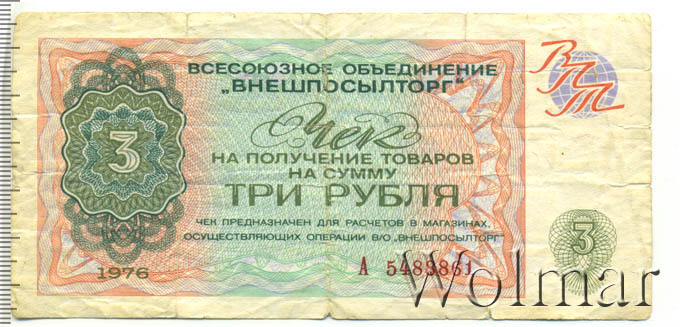 ВСЕСОЮЗНОЕ ОБЪЕДИНЕНИЕ
„ВНЕШПОСЫЛТОРГ"
ВПТ
Чек
НА ПОЛУЧЕНИЕ ТОВАРОВ
НА СУММУ
3
ТРИ РУБЛЯ
ЧЕК ПРЕДНАЗНАЧЕН ДЛЯ РАСЧЕТОВ В МАГАЗИНАХ,
ОСУЩЕСТВЛЯЮЩИХ ОПЕРАЦИИ В/О „ВНЕШПОСЫЛТОРГ"
3
1976
А 5483861
Wolmar